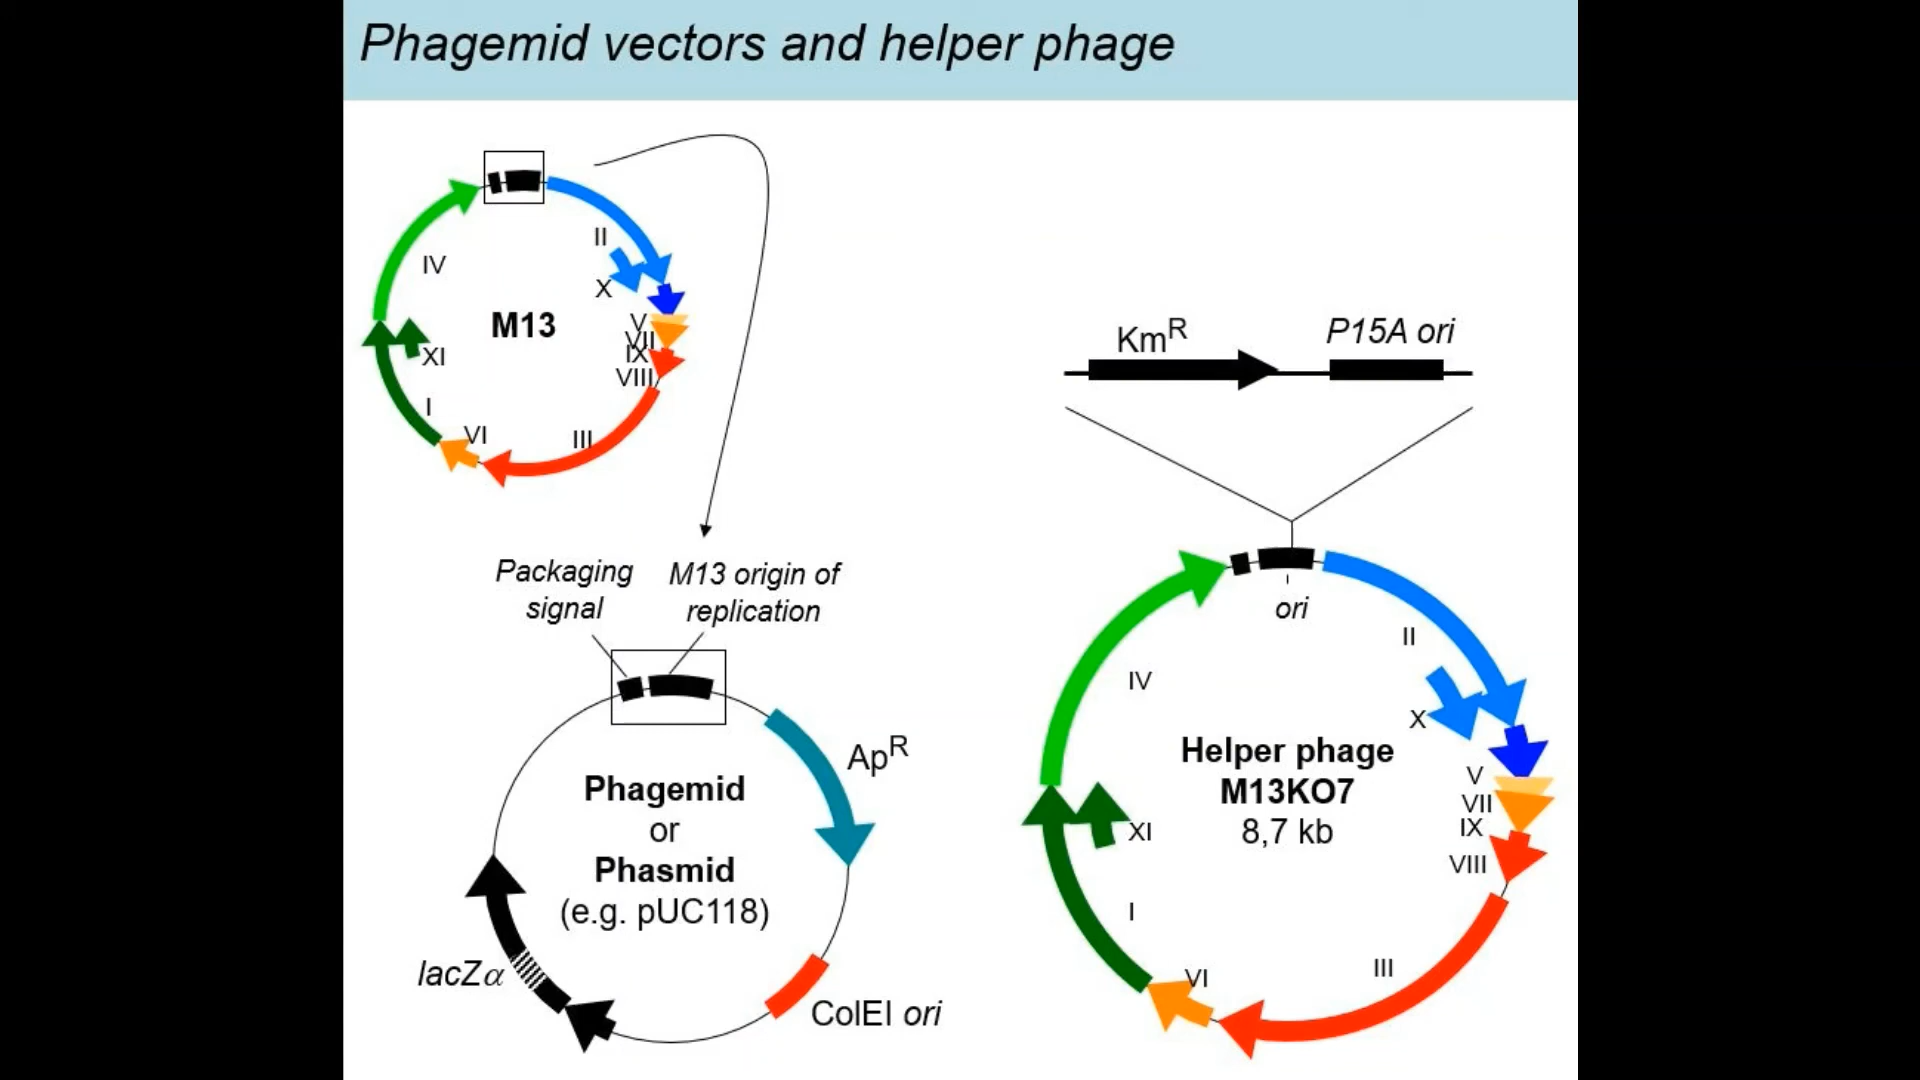 Phagemid vectors and helper phage
II
IV
X
M13
V
VII
IX
XI
VIII
I
VI
III
Packaging
signal
M13 origin of
replication
ApR
Phagemid
or
Phasmid
(e.g. pUC118)
lacZα
ColEI ori
KmR
P15A ori
ori
II
IV
X
Helper phage
M13KO7
8,7 kb
V
VII
IX
XI
VIII
I
III
VI